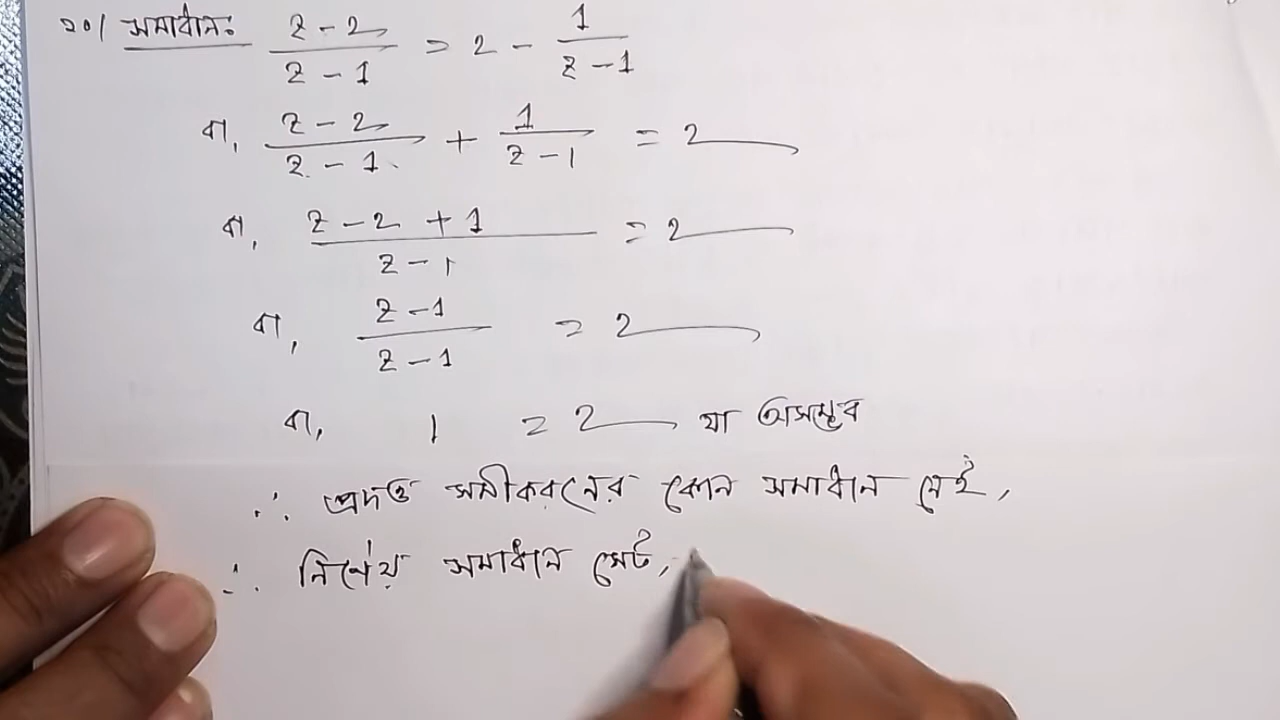 ২০। সমাধান: (z - 2)/(z - 1) = 2 - 1/(z - 1)
বা, (z - 2)/(z - 1) + 1/(z - 1) = 2
বা, (z - 2 + 1)/(z - 1) = 2
বা, (z - 1)/(z - 1) = 2
বা, 1 = 2 যা অসম্ভব
∴ প্রদত্ত সমীকরণের কোন সমাধান নেই,
∴ নির্ণেয় সমাধান সেট,